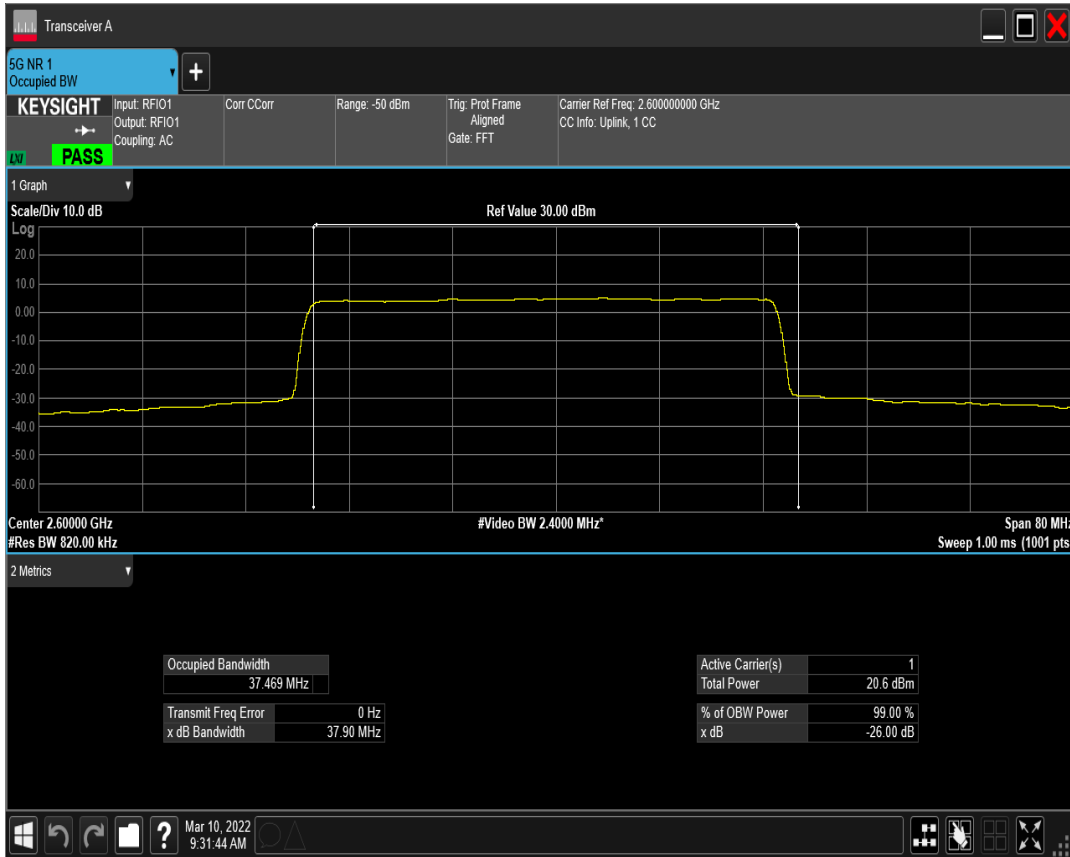 Transceiver A
5G NR 1
Occupied BW
KEYSIGHT
LXI
PASS
Input: RFIO1
Output: RFIO1
Coupling: AC
Corr CCorr
Range: -50 dBm
Trig: Prot Frame
Aligned
Gate: FFT
Carrier Ref Freq: 2.600000000 GHz
CC Info: Uplink, 1 CC
1 Graph
Scale/Div 10.0 dB
Ref Value 30.00 dBm
Log
20.0
10.0
0.00
-10.0
-20.0
-30.0
-40.0
-50.0
-60.0
Center 2.60000 GHz
#Video BW 2.4000 MHz*
Span 80 MHz
#Res BW 820.00 kHz
Sweep 1.00 ms (1001 pts
2 Metrics
Occupied Bandwidth
37.469 MHz
Transmit Freq Error 0 Hz
x dB Bandwidth 37.90 MHz
Active Carrier(s) 1
Total Power 20.6 dBm
% of OBW Power 99.00 %
x dB -26.00 dB
?
Mar 10, 2022
9:31:44 AM